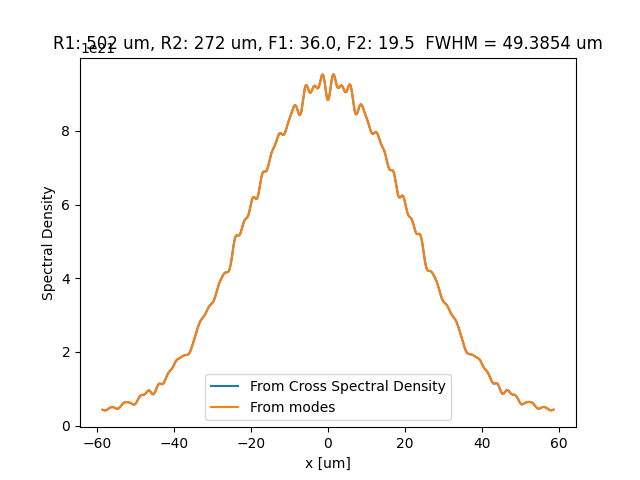 R1: 502 um, R2: 272 um, F1: 36.0, F2: 19.5 FWHM = 49.3854 um
1e21
8
6
4
2
0
Spectral Density
From Cross Spectral Density
From modes
−60 −40 −20 0 20 40 60
x [um]